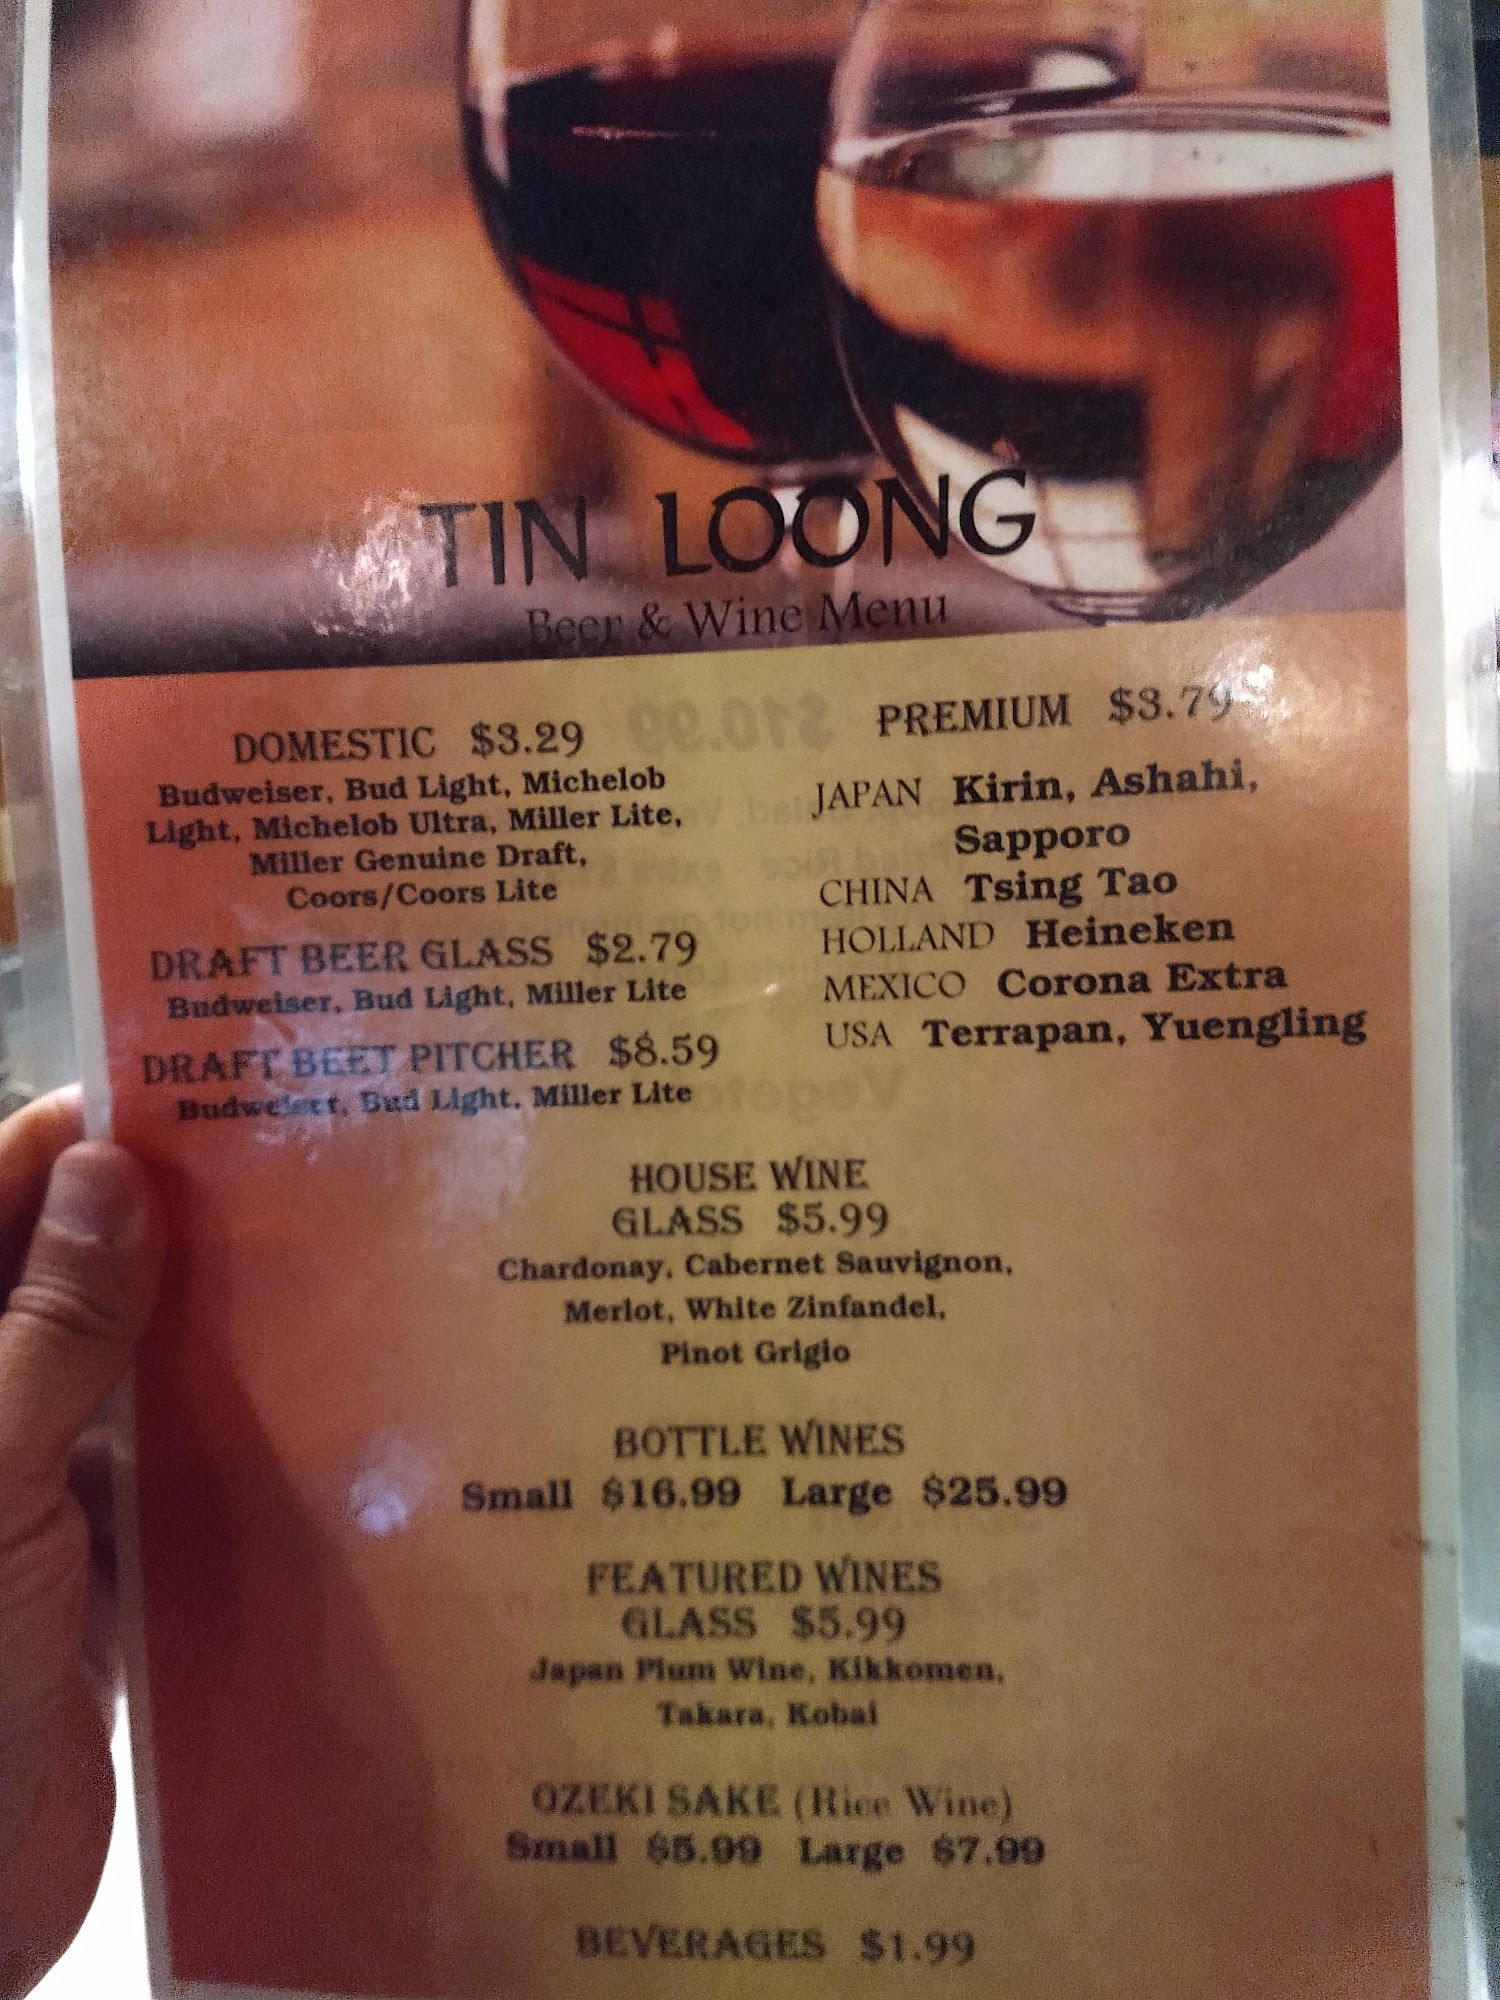 TIN LOONG
Beer & Wine Menu
DOMESTIC $3.29
Budweiser, Bud Light, Michelob
Light, Michelob Ultra, Miller Lite,
Miller Genuine Draft,
Coors/Coors Lite
DRAFT BEER GLASS $2.79
Budweiser, Bud Light, Miller Lite
DRAFT BEET PITCHER $8.59
Budweiser, Bud Light, Miller Lite
PREMIUM $3.79
JAPAN Kirin, Ashahi,
Sapporo
CHINA Tsing Tao
HOLLAND Heineken
MEXICO Corona Extra
USA Terrapan, Yuengling
HOUSE WINE
GLASS $5.99
Chardonay, Cabernet Sauvignon,
Merlot, White Zinfandel,
Pinot Grigio
BOTTLE WINES
Small $16.99 Large $25.99
FEATURED WINES
GLASS $5.99
Japan Plum Wine, Kikkomen,
Takara, Kobai
OZEKI SAKE (Rice Wine)
Small $5.99 Large $7.99
BEVERAGES $1.99